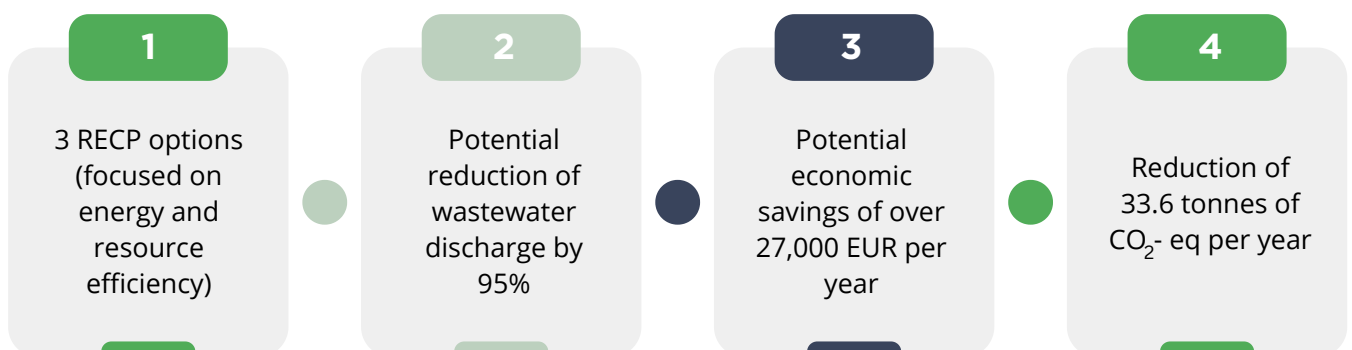 1
3 RECP options
(focused on
energy and
resource
efficiency)
2
Potential
reduction of
wastewater
discharge by
95%
3
Potential
economic
savings of over
27,000 EUR per
year
4
Reduction of
33.6 tonnes of
CO₂- eq per year